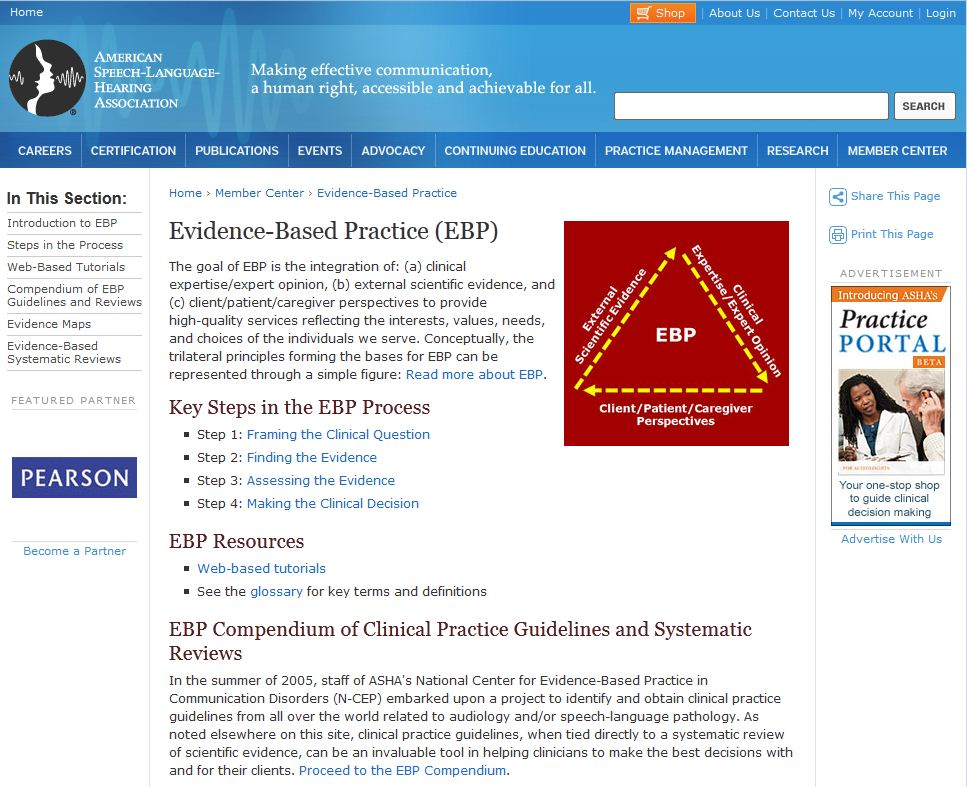 Home
Shop | About Us | Contact Us | My Account | Login
AMERICAN
SPEECH-LANGUAGE-
HEARING
ASSOCIATION
®
Making effective communication,
a human right, accessible and achievable for all.
SEARCH
CAREERS CERTIFICATION PUBLICATIONS EVENTS ADVOCACY CONTINUING EDUCATION PRACTICE MANAGEMENT RESEARCH MEMBER CENTER
In This Section:
Introduction to EBP
Steps in the Process
Web-Based Tutorials
Compendium of EBP
Guidelines and Reviews
Evidence Maps
Evidence-Based
Systematic Reviews
FEATURED PARTNER
PEARSON
Become a Partner
Home › Member Center › Evidence-Based Practice
Evidence-Based Practice (EBP)
The goal of EBP is the integration of: (a) clinical
expertise/expert opinion, (b) external scientific evidence, and
(c) client/patient/caregiver perspectives to provide
high-quality services reflecting the interests, values, needs,
and choices of the individuals we serve. Conceptually, the
trilateral principles forming the bases for EBP can be
represented through a simple figure: Read more about EBP.
External
Scientific Evidence
Clinical
Expertise/Expert Opinion
EBP
Client/Patient/Caregiver
Perspectives
Key Steps in the EBP Process
Step 1: Framing the Clinical Question
Step 2: Finding the Evidence
Step 3: Assessing the Evidence
Step 4: Making the Clinical Decision
EBP Resources
Web-based tutorials
See the glossary for key terms and definitions
EBP Compendium of Clinical Practice Guidelines and Systematic
Reviews
In the summer of 2005, staff of ASHA's National Center for Evidence-Based Practice in
Communication Disorders (N-CEP) embarked upon a project to identify and obtain clinical practice
guidelines from all over the world related to audiology and/or speech-language pathology. As
noted elsewhere on this site, clinical practice guidelines, when tied directly to a systematic review
of scientific evidence, can be an invaluable tool in helping clinicians to make the best decisions with
and for their clients. Proceed to the EBP Compendium.
Share This Page
Print This Page
ADVERTISEMENT
Introducing ASHA's
Practice
PORTAL
BETA
FOR AUDIOLOGISTS
Your one-stop shop
to guide clinical
decision making
Advertise With Us